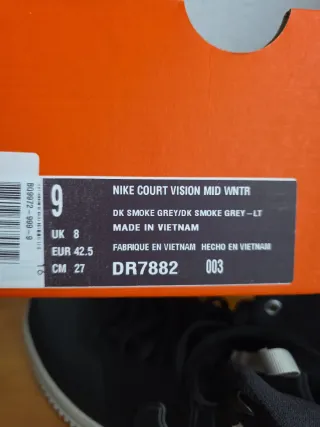 9
NIKE COURT VISION MID WNTR
UK 8
EUR 42.5
CM 27
DK SMOKE GREY/DK SMOKE GREY-LT
MADE IN VIETNAM
FABRIQUE EN VIETNAM HECHO EN VIETNAM
DR7882 003